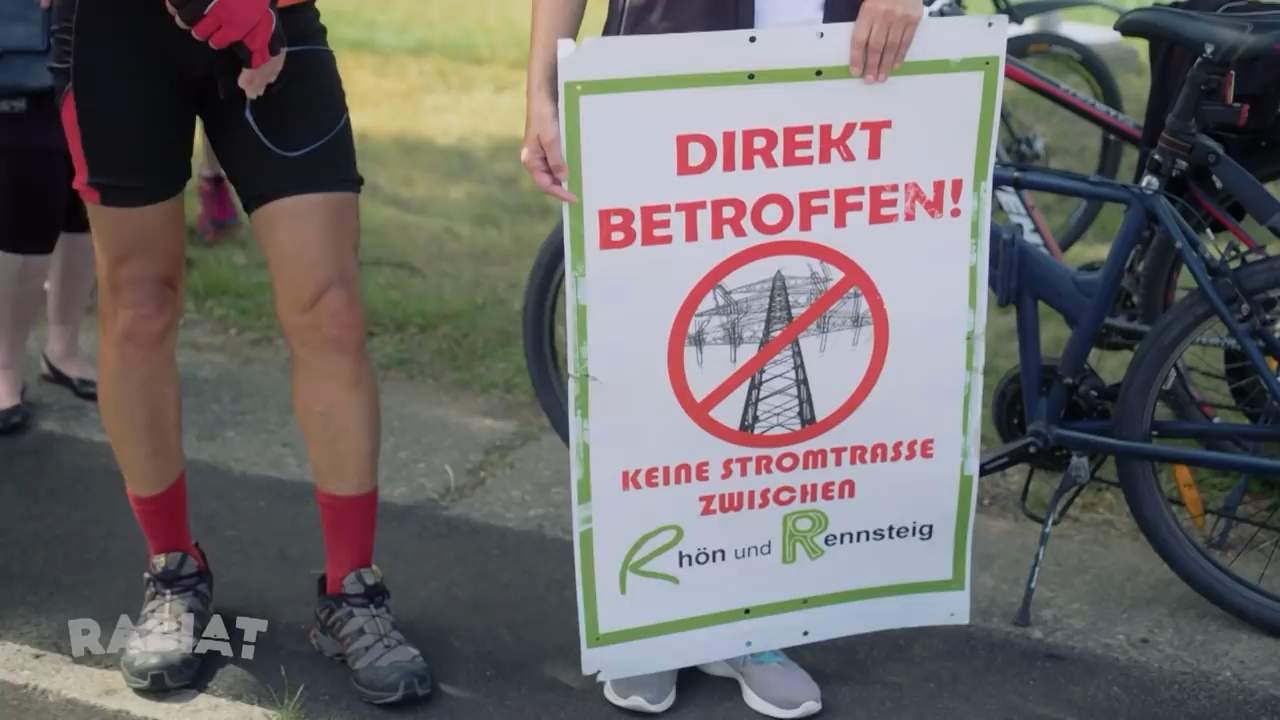 DIREKT
BETROFFEN!
KEINE STROMTRASSE
ZWISCHEN
Rhön und Rennsteig